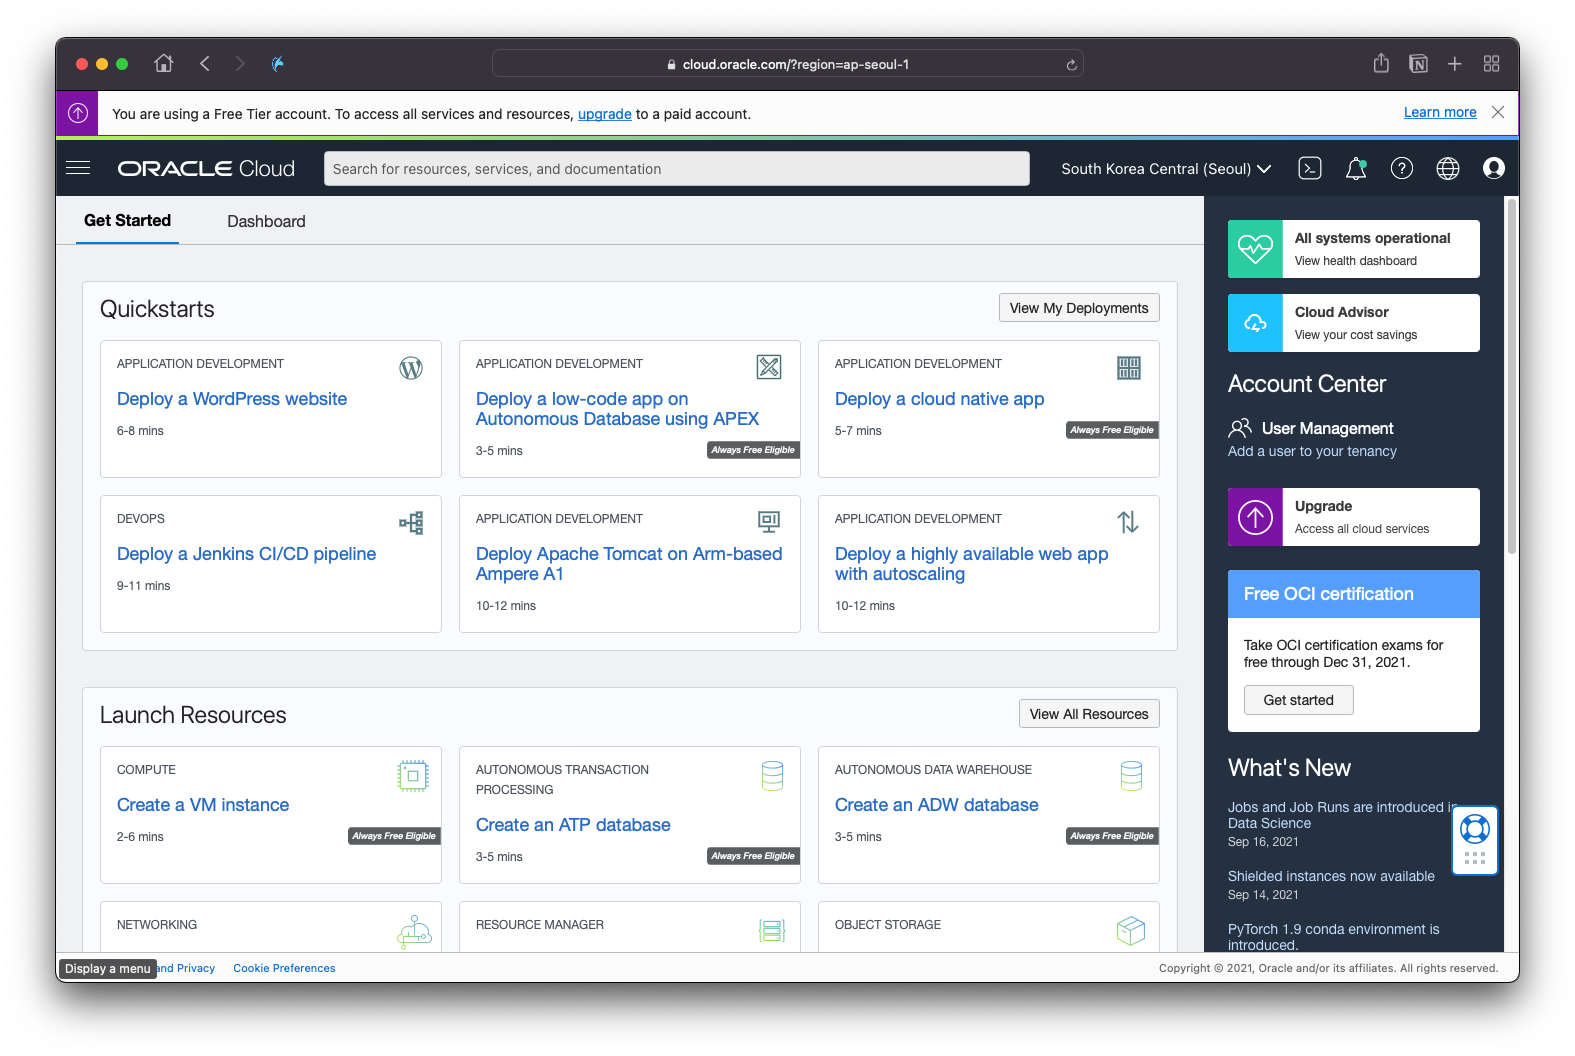 cloud.oracle.com/?region=ap-seoul-1
You are using a Free Tier account. To access all services and resources, upgrade to a paid account.
Learn more
ORACLE Cloud
Search for resources, services, and documentation
South Korea Central (Seoul)
Get Started
Dashboard
Quickstarts
View My Deployments
APPLICATION DEVELOPMENT
Deploy a WordPress website
6-8 mins
APPLICATION DEVELOPMENT
Deploy a low-code app on
Autonomous Database using APEX
3-5 mins
Always Free Eligible
APPLICATION DEVELOPMENT
Deploy a cloud native app
5-7 mins
Always Free Eligible
DEVOPS
Deploy a Jenkins CI/CD pipeline
9-11 mins
APPLICATION DEVELOPMENT
Deploy Apache Tomcat on Arm-based
Ampere A1
10-12 mins
APPLICATION DEVELOPMENT
Deploy a highly available web app
with autoscaling
10-12 mins
Launch Resources
View All Resources
COMPUTE
Create a VM instance
2-6 mins
Always Free Eligible
AUTONOMOUS TRANSACTION
PROCESSING
Create an ATP database
3-5 mins
Always Free Eligible
AUTONOMOUS DATA WAREHOUSE
Create an ADW database
3-5 mins
Always Free Eligible
NETWORKING
RESOURCE MANAGER
OBJECT STORAGE
All systems operational
View health dashboard
Cloud Advisor
View your cost savings
Account Center
User Management
Add a user to your tenancy
Upgrade
Access all cloud services
Free OCI certification
Take OCI certification exams for
free through Dec 31, 2021.
Get started
What's New
Jobs and Job Runs are introduced in
Data Science
Sep 16, 2021
Shielded instances now available
Sep 14, 2021
PyTorch 1.9 conda environment is
introduced.
Display a menu
and Privacy
Cookie Preferences
Copyright © 2021, Oracle and/or its affiliates. All rights reserved.